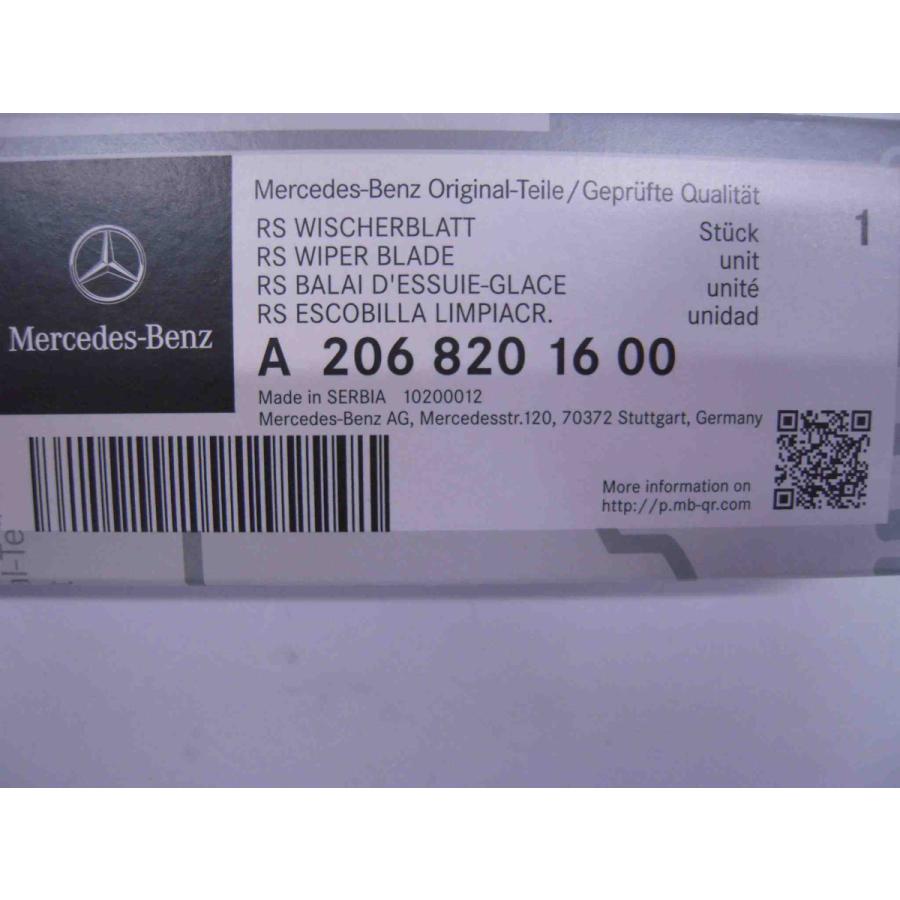 Mercedes-Benz Original-Teile/Geprüfte Qualität
RS WISCHERBLATT Stück 1
RS WIPER BLADE unit
RS BALAI D'ESSUIE-GLACE unité
RS ESCOBILLA LIMPIACR. unidad
Mercedes-Benz
A 206 820 16 00
Made in SERBIA 10200012
Mercedes-Benz AG, Mercedesstr.120, 70372 Stuttgart, Germany
More information on
http://p.mb-qr.com